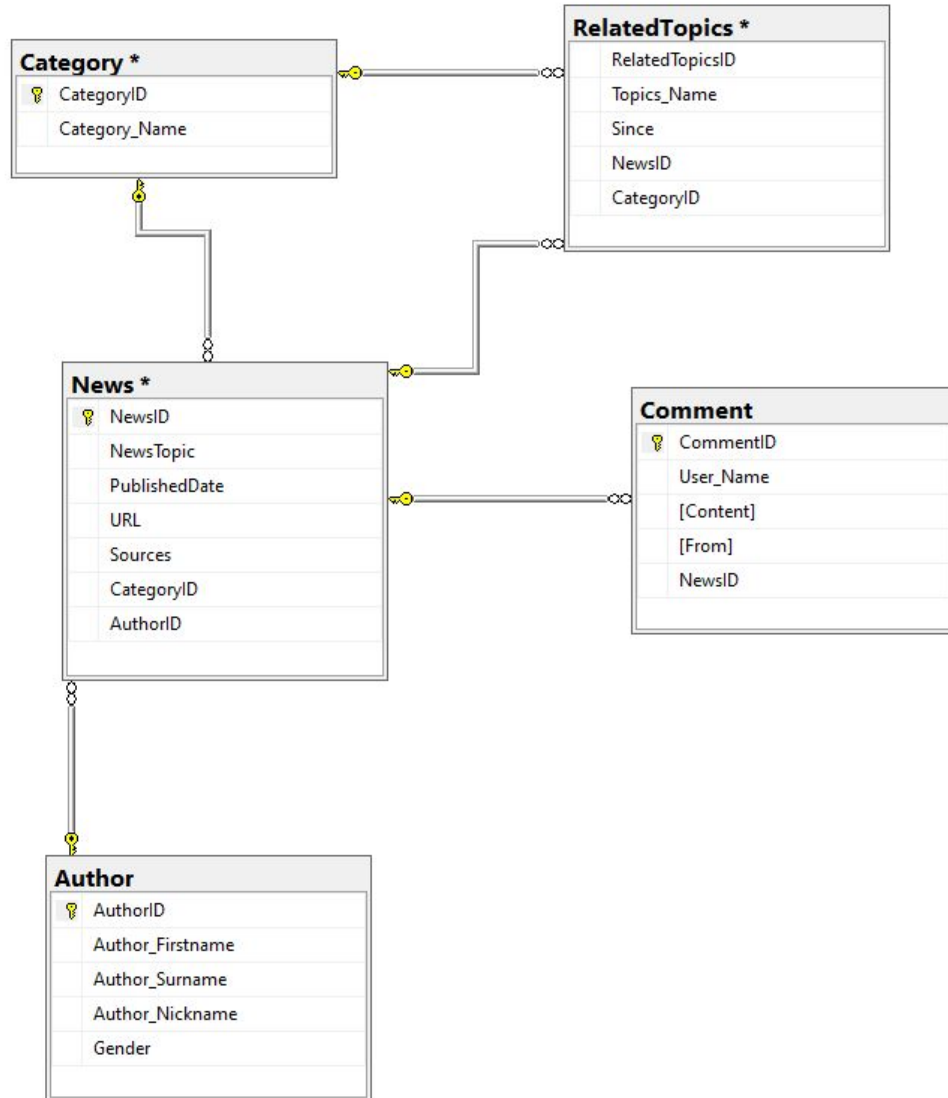 Category *
CategoryID
Category_Name
RelatedTopics *
RelatedTopicsID
Topics_Name
Since
NewsID
CategoryID
News *
NewsID
NewsTopic
PublishedDate
URL
Sources
CategoryID
AuthorID
Comment
CommentID
User_Name
[Content]
[From]
NewsID
Author
AuthorID
Author_Firstname
Author_Surname
Author_Nickname
Gender